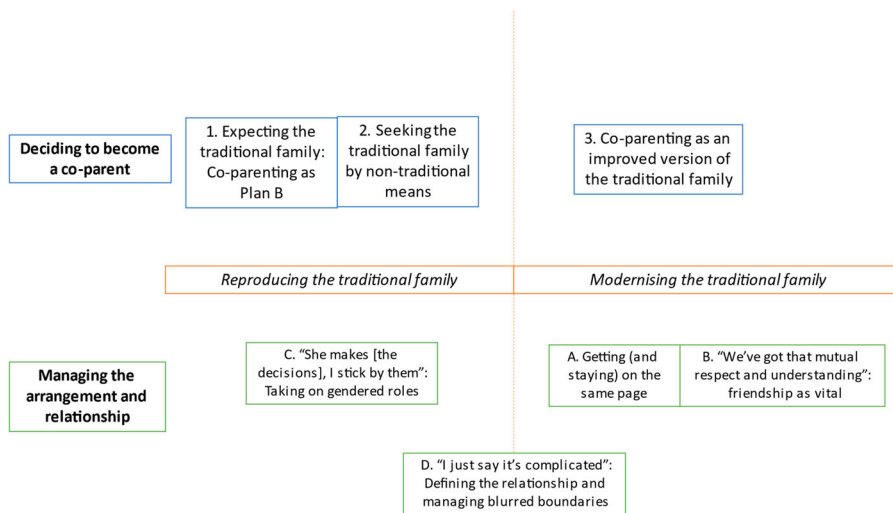 Deciding to become
a co-parent
1. Expecting the
traditional family:
Co-parenting as
Plan B
2. Seeking the
traditional family
by non-traditional
means
3. Co-parenting as an
improved version of
the traditional family
Reproducing the traditional family
Modernising the traditional family
Managing the
arrangement and
relationship
C. “She makes [the
decisions], I stick by them”:
Taking on gendered roles
A. Getting (and
staying) on the
same page
B. “We’ve got that mutual
respect and understanding”:
friendship as vital
D. “I just say it’s complicated”:
Defining the relationship and
managing blurred boundaries